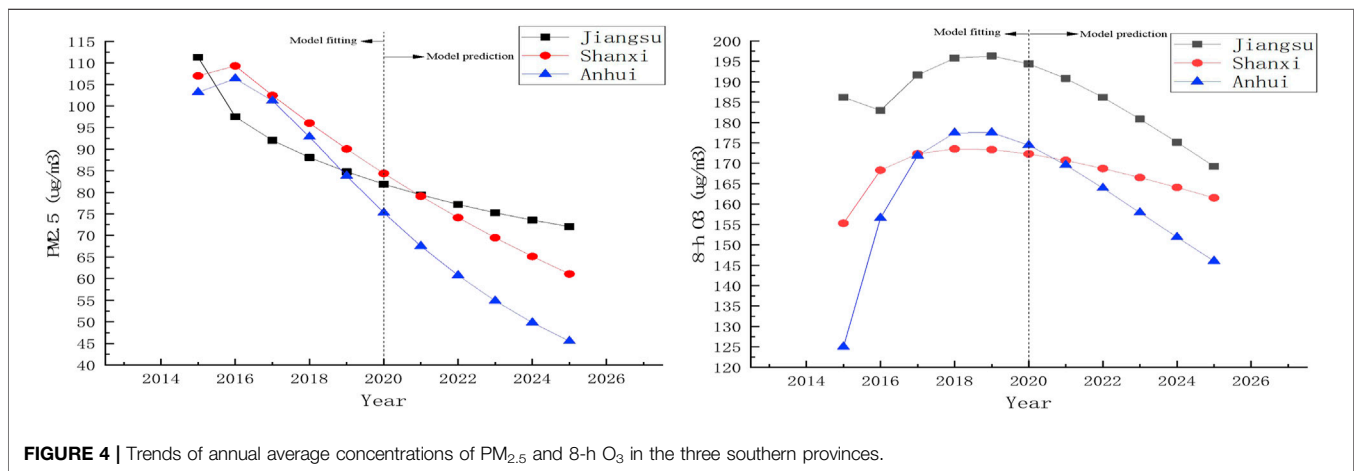 Model fitting
Model prediction
Jiangsu
Shanxi
Anhui
PM2.5 (ug/m3)
115
110
105
100
95
90
85
80
75
70
65
60
55
50
45
40
2014 2016 2018 2020 2022 2024 2026
Year
Model fitting
Model prediction
Jiangsu
Shanxi
Anhui
8-h O3 (ug/m3)
200
195
190
185
180
175
170
165
160
155
150
145
140
135
130
125
120
2014 2016 2018 2020 2022 2024 2026
Year
FIGURE 4 | Trends of annual average concentrations of PM2.5 and 8-h O3 in the three southern provinces.